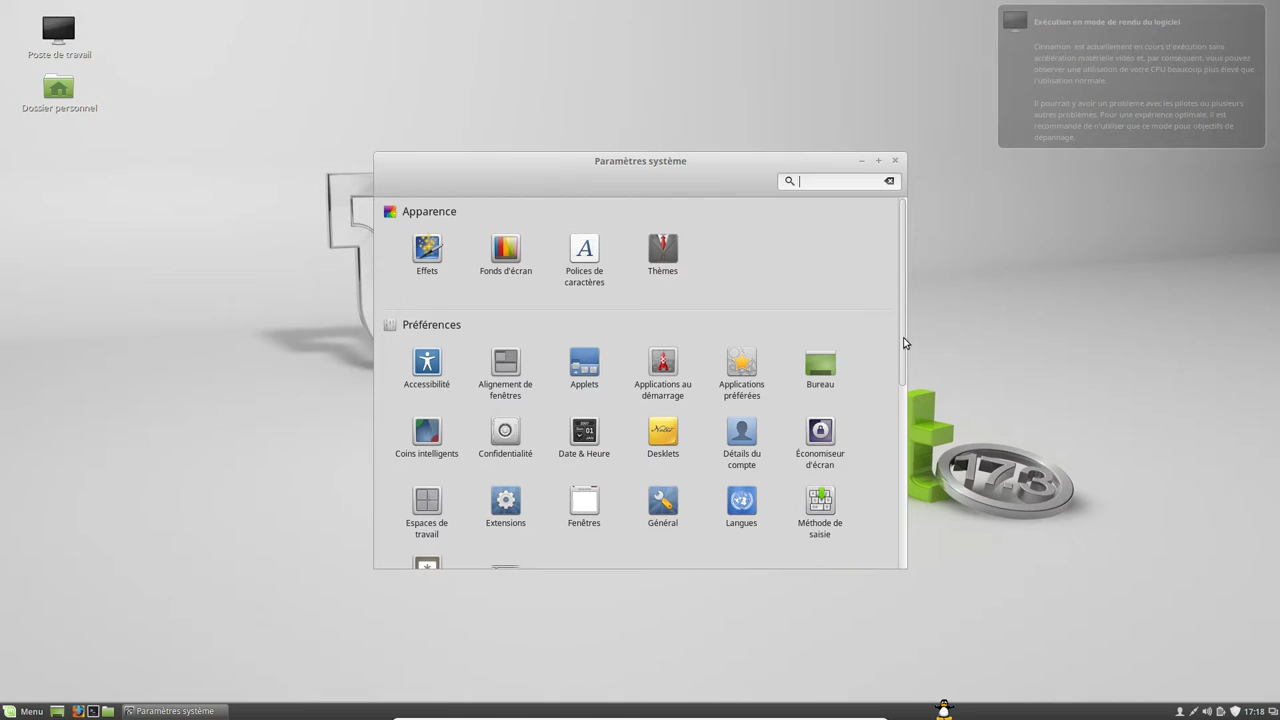 Poste de travail
Dossier personnel
Exécution en mode de rendu du logiciel
Cinnamon est actuellement en cours d'exécution sans
accélération matérielle vidéo et, par conséquent, vous pouvez
observer une utilisation de votre CPU beaucoup plus élevé que
l'utilisation normale.
Il pourrait y avoir un problème avec les pilotes ou plusieurs
autres problèmes. Pour une expérience optimale, il est
recommandé de n'utiliser que ce mode pour objectifs de
dépannage.
Paramètres système
Apparence
Effets
Fonds d'écran
Polices de
caractères
Thèmes
Préférences
Accessibilité
Alignement de
fenêtres
Applets
Applications au
démarrage
Applications
préférées
Bureau
Coins intelligents
Confidentialité
Date & Heure
Desklets
Détails du
compte
Économiseur
d'écran
Espaces de
travail
Extensions
Fenêtres
Général
Langues
Méthode de
saisie
17.3
Menu
Paramètres système
17:18